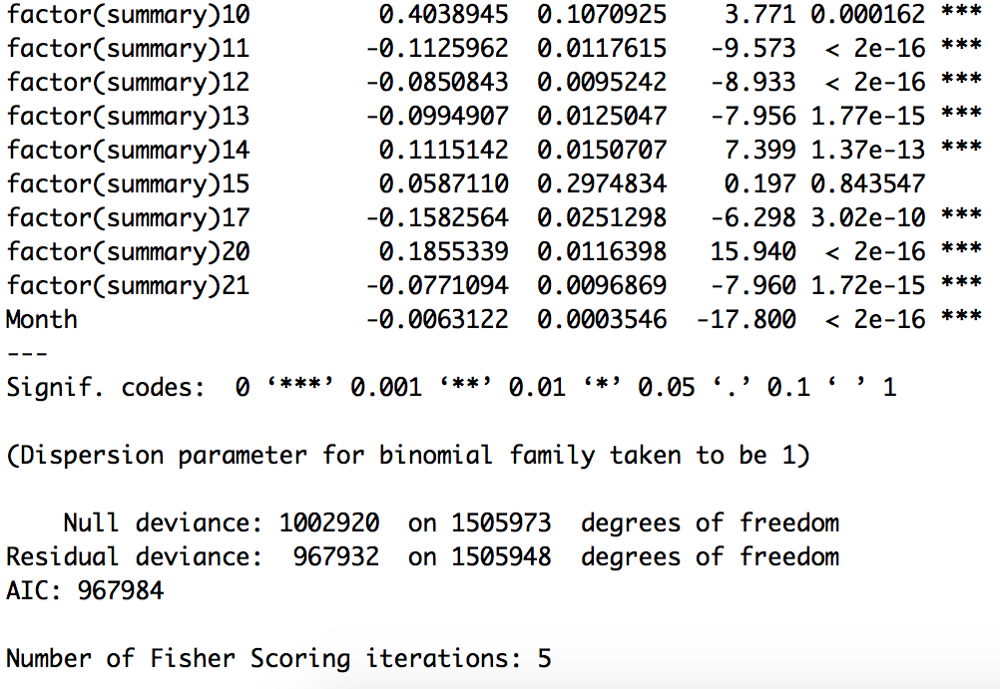 factor(summary)10 0.4038945 0.1070925 3.771 0.000162 ***
factor(summary)11 -0.1125962 0.0117615 -9.573 < 2e-16 ***
factor(summary)12 -0.0850843 0.0095242 -8.933 < 2e-16 ***
factor(summary)13 -0.0994907 0.0125047 -7.956 1.77e-15 ***
factor(summary)14 0.1115142 0.0150707 7.399 1.37e-13 ***
factor(summary)15 0.0587110 0.2974834 0.197 0.843547
factor(summary)17 -0.1582564 0.0251298 -6.298 3.02e-10 ***
factor(summary)20 0.1855339 0.0116398 15.940 < 2e-16 ***
factor(summary)21 -0.0771094 0.0096869 -7.960 1.72e-15 ***
Month -0.0063122 0.0003546 -17.800 < 2e-16 ***
---
Signif. codes: 0 ‘***’ 0.001 ‘**’ 0.01 ‘*’ 0.05 ‘.’ 0.1 ‘ ’ 1
(Dispersion parameter for binomial family taken to be 1)
Null deviance: 1002920 on 1505973 degrees of freedom
Residual deviance: 967932 on 1505948 degrees of freedom
AIC: 967984
Number of Fisher Scoring iterations: 5